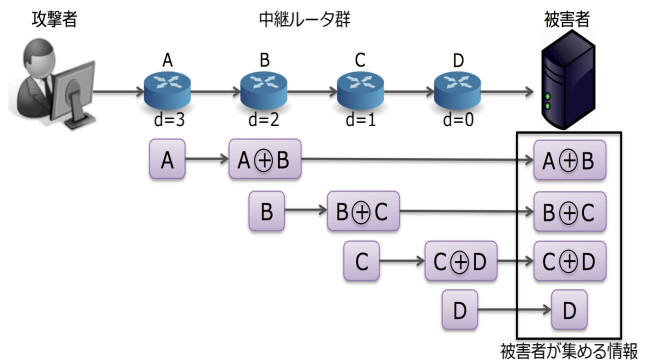 攻撃者
中継ルータ群
被害者
A B C D
d=3 d=2 d=1 d=0
A A⊕B A⊕B
B B⊕C B⊕C
C C⊕D C⊕D
D D
被害者が集める情報